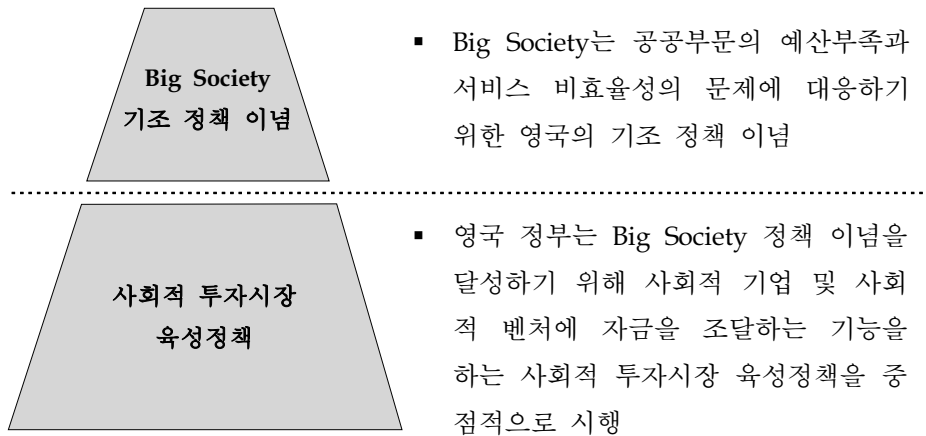 Big Society
기조 정책 이념
▪ Big Society는 공공부문의 예산부족과
서비스 비효율성의 문제에 대응하기
위한 영국의 기조 정책 이념
사회적 투자시장
육성정책
▪ 영국 정부는 Big Society 정책 이념을
달성하기 위해 사회적 기업 및 사회
적 벤처에 자금을 조달하는 기능을
하는 사회적 투자시장 육성정책을 중
점적으로 시행